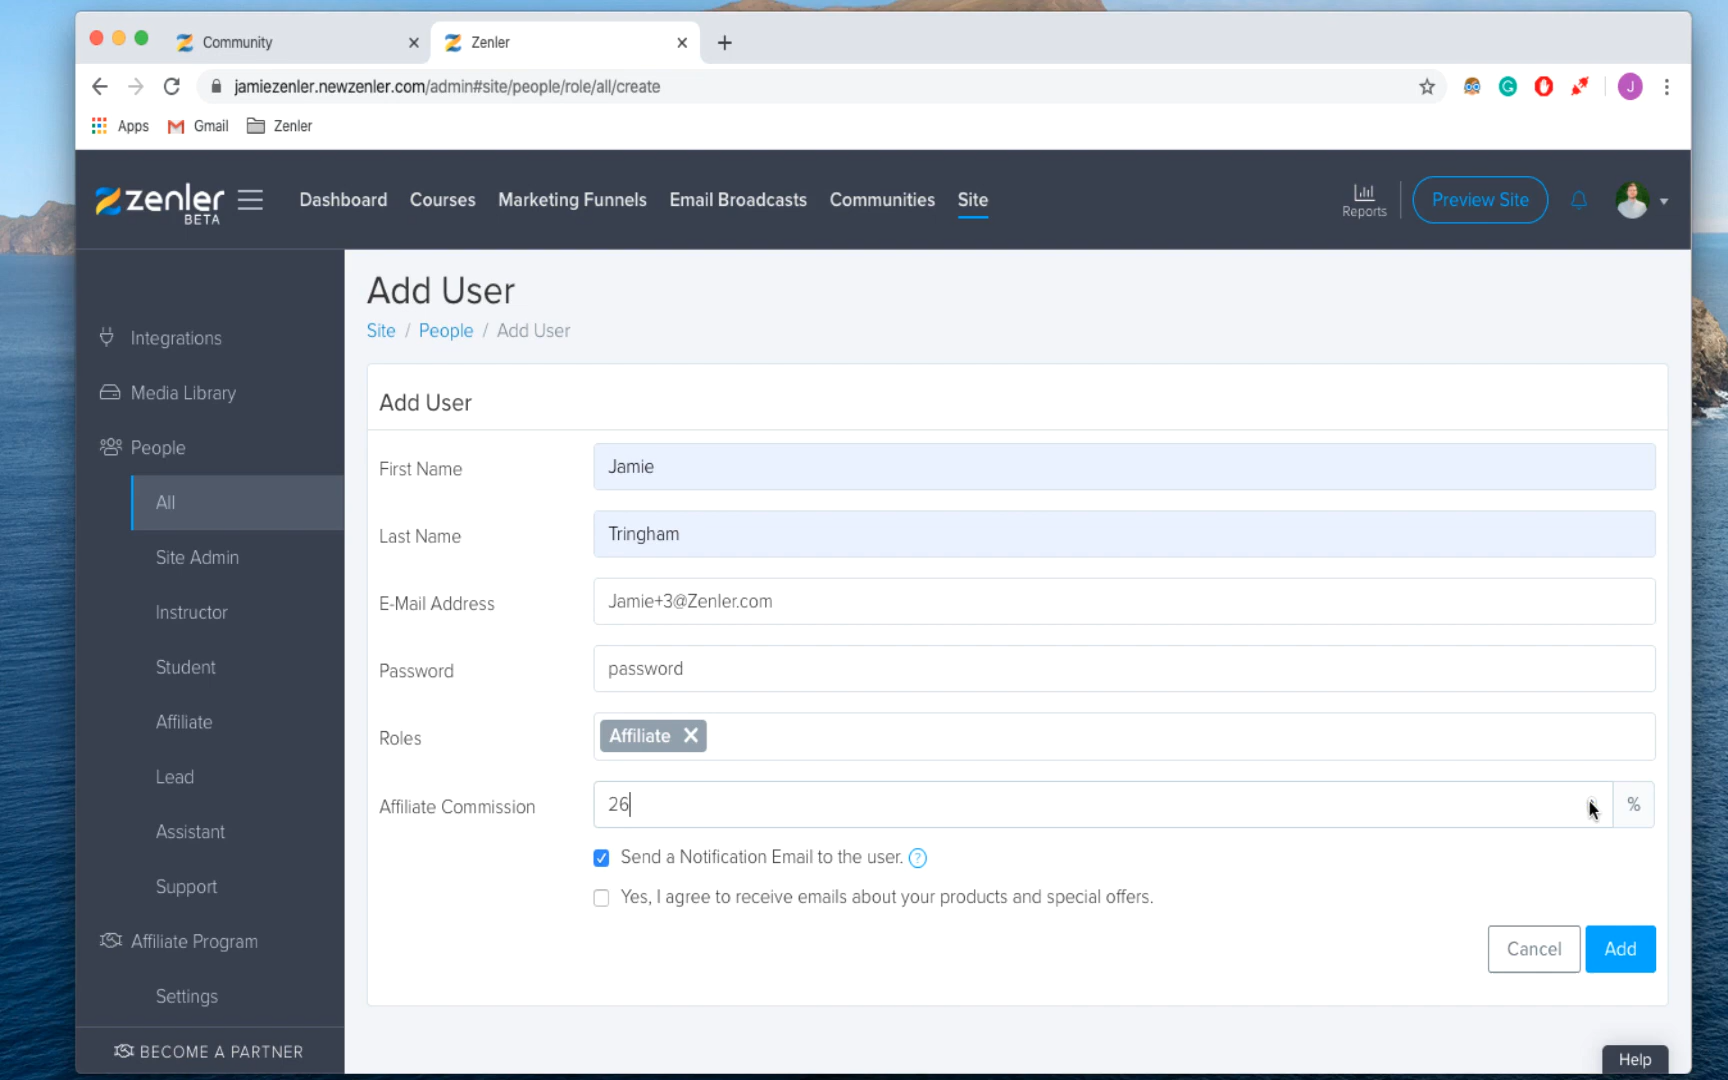 Community
Zenler
jamiezenler.newzenler.com/admin#site/people/role/all/create
J
Apps
Gmail
Zenler
zenler
BETA
Dashboard
Courses
Marketing Funnels
Email Broadcasts
Communities
Site
Reports
Preview Site
Integrations
Media Library
People
All
Site Admin
Instructor
Student
Affiliate
Lead
Assistant
Support
Affiliate Program
Settings
BECOME A PARTNER
Add User
Site / People / Add User
Add User
First Name
Jamie
Last Name
Tringham
E-Mail Address
Jamie+3@Zenler.com
Password
password
Roles
Affiliate
Affiliate Commission
26
%
Send a Notification Email to the user. ?
Yes, I agree to receive emails about your products and special offers.
Cancel
Add
Help